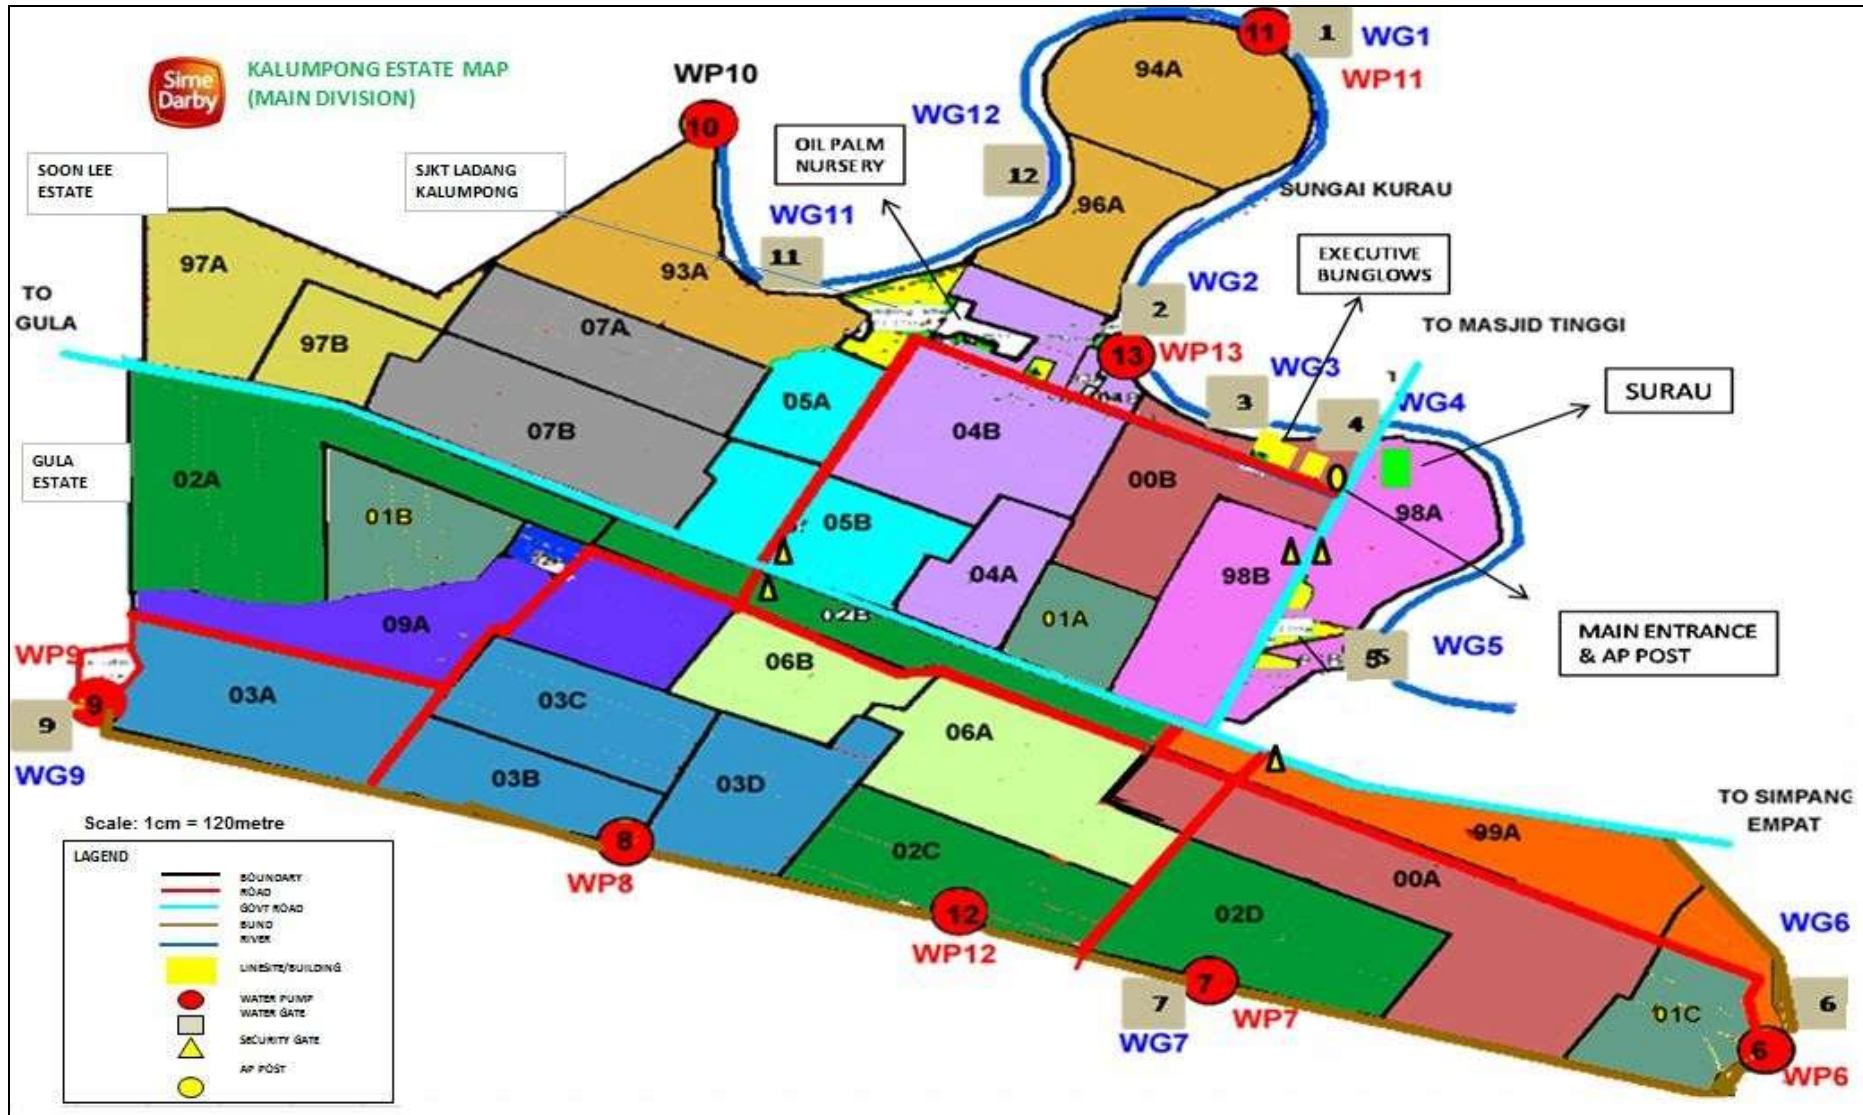 Sime
Darby
KALUMPONG ESTATE MAP
(MAIN DIVISION)
WP10
10
11
1
WG1
WP11
94A
WG12
12
OIL PALM
NURSERY
SOON LEE
ESTATE
SJKT LADANG
KALUMPONG
96A
SUNGAI KURAU
WG11
11
97A
93A
EXECUTIVE
BUNGLOWS
TO
GULA
WG2
2
TO MASJID TINGGI
97B
07A
13
WP13
WG3
3
1
WG4
4
SURAU
05A
04B
04B
07B
GULA
ESTATE
02A
01B
00B
98A
05B
04A
98B
02B
01A
09A
MAIN ENTRANCE
& AP POST
WG5
5
WP9
9
9
WG9
03A
06B
03C
06A
03B
03D
99A
TO SIMPANG
EMPAT
8
WP8
02C
00A
12
WP12
02D
WG6
6
7
WG7
7
WP7
01C
6
WP6
Scale: 1cm = 120metre
LAGEND
BOUNDARY
ROAD
GOVT ROAD
BUND
RIVER
LINESITE/BUILDING
WATER PUMP
WATER GATE
SECURITY GATE
AP POST